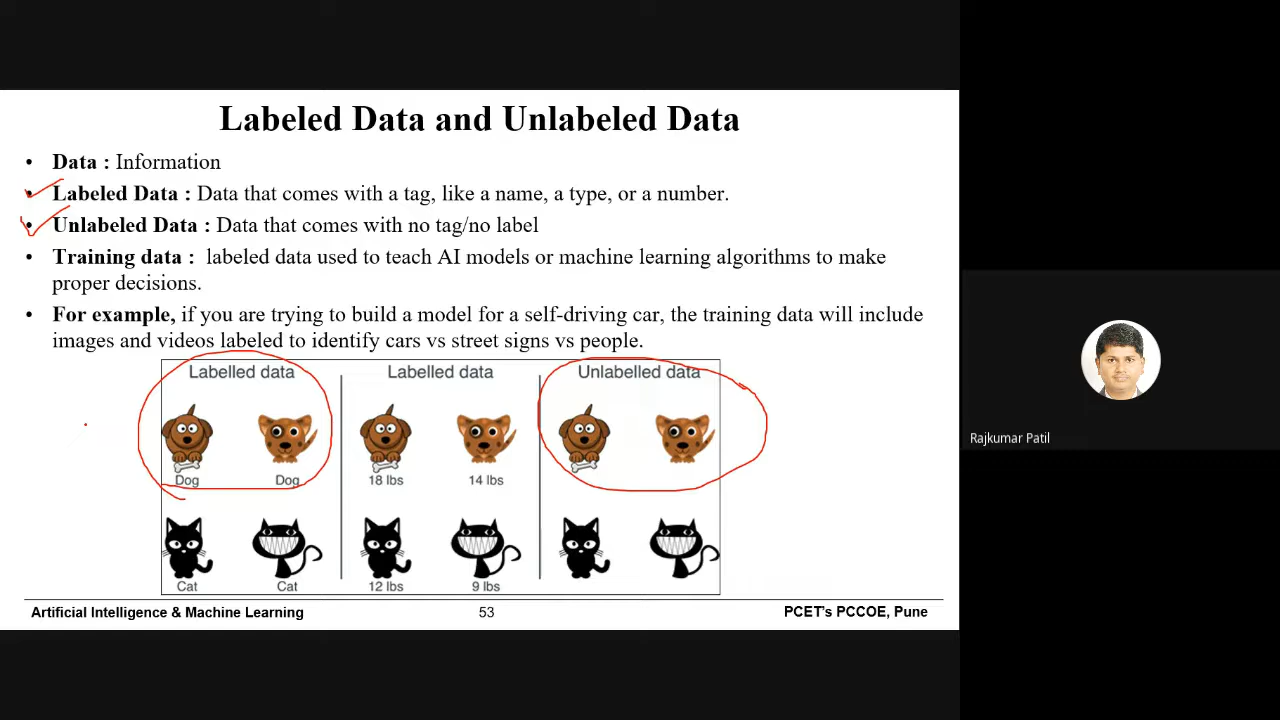 Labeled Data and Unlabeled Data
• Data : Information
• Labeled Data : Data that comes with a tag, like a name, a type, or a number.
• Unlabeled Data : Data that comes with no tag/no label
• Training data : labeled data used to teach AI models or machine learning algorithms to make
proper decisions.
• For example, if you are trying to build a model for a self-driving car, the training data will include
images and videos labeled to identify cars vs street signs vs people.
Labelled data Labelled data Unlabelled data
Dog Dog 18 lbs 14 lbs
Cat Cat 12 lbs 9 lbs
Artificial Intelligence & Machine Learning 53 PCET's PCCOE, Pune
Rajkumar Patil